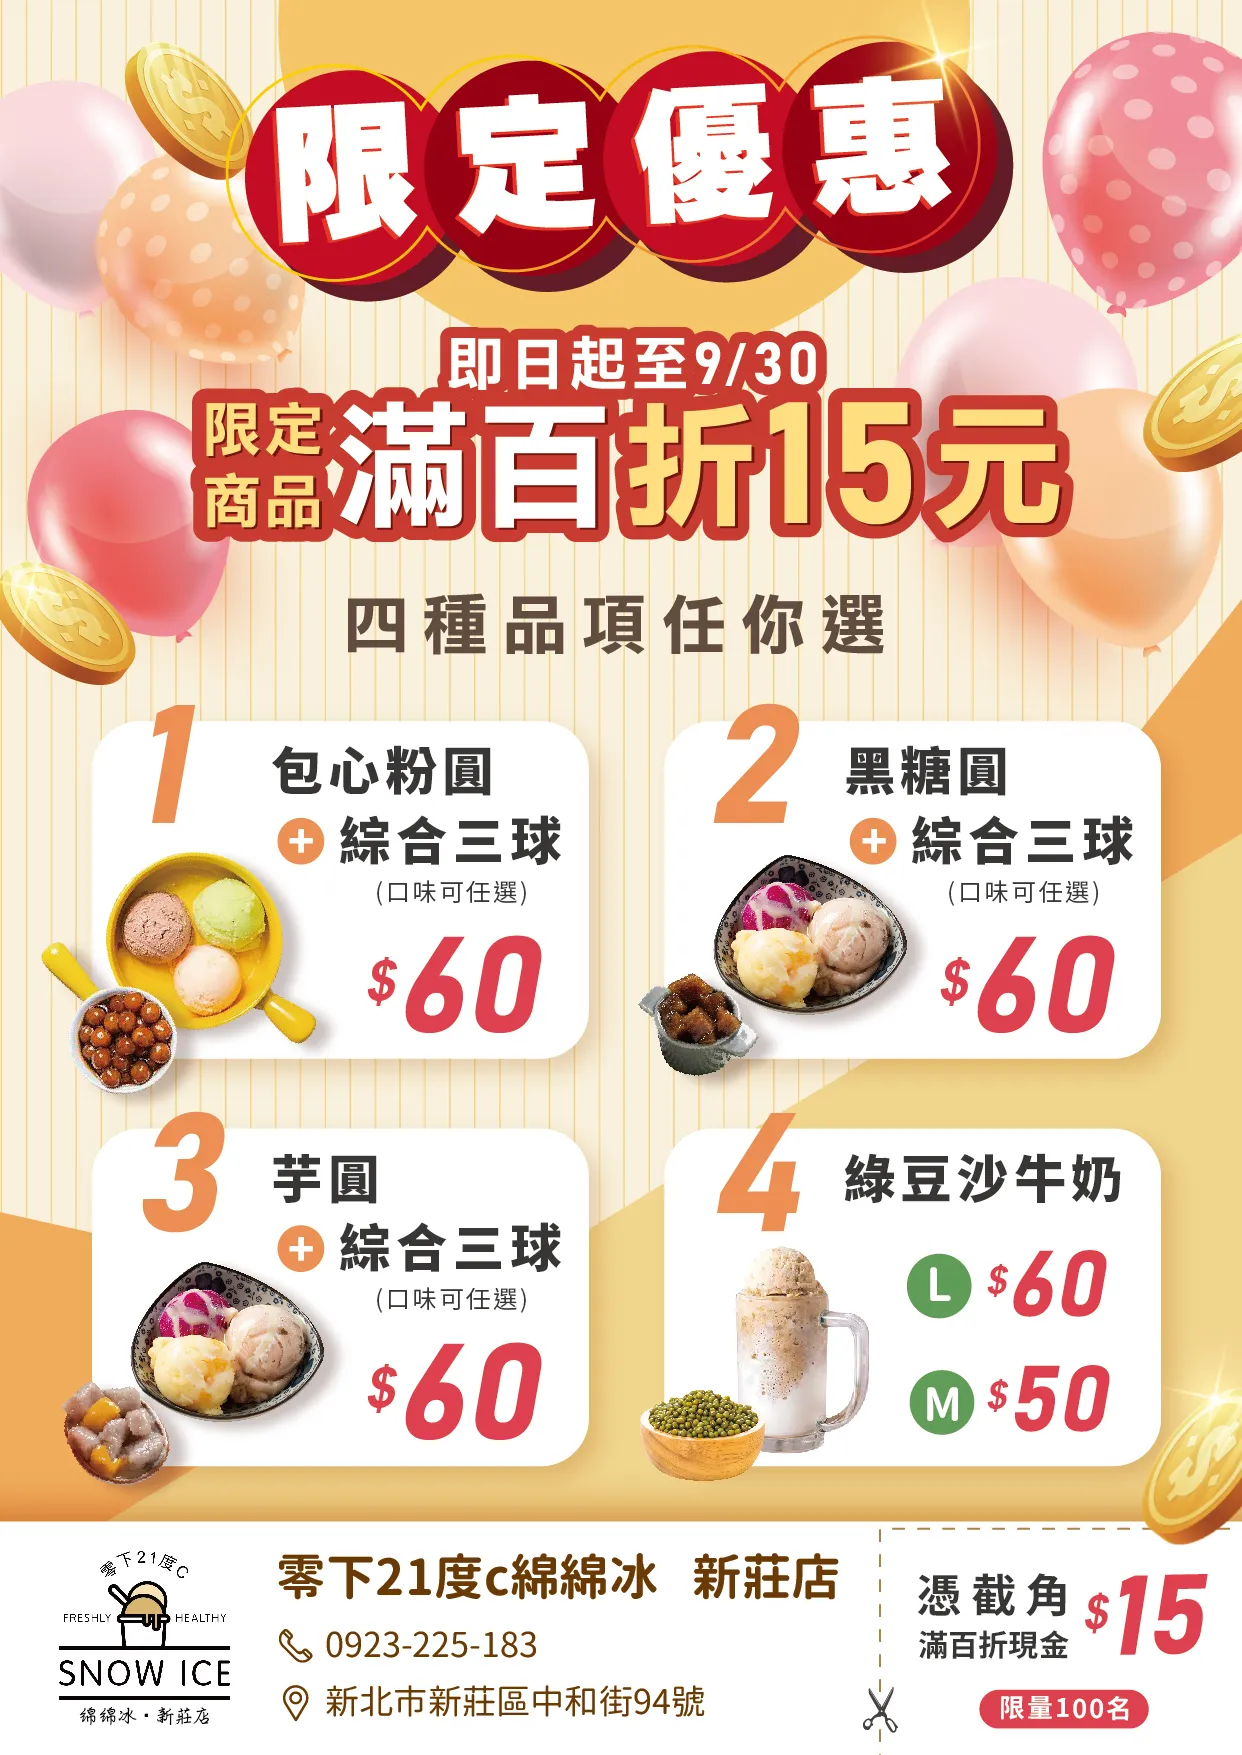 限定優惠
即日起至9/30
限定商品
滿百折15元
四種品項任你選
1
包心粉圓
+ 綜合三球
(口味可任選)
$60
2
黑糖圓
+ 綜合三球
(口味可任選)
$60
3
芋圓
+ 綜合三球
(口味可任選)
$60
4
綠豆沙牛奶
L $60
M $50
零下21度C
FRESHLY HEALTHY
SNOW ICE
綿綿冰・新莊店
零下21度c綿綿冰 新莊店
0923-225-183
新北市新莊區中和街94號
憑截角
滿百折現金
$15
限量100名